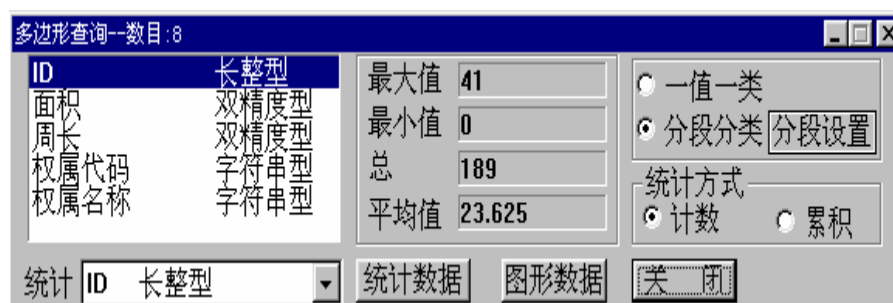 多边形查询--数目:8
ID 长整型
面积 双精度型
周长 双精度型
权属代码 字符串型
权属名称 字符串型
最大值 41
最小值 0
总 189
平均值 23.625
一值一类
分段分类 分段设置
统计方式
计数 累积
统计 ID 长整型
统计数据 图形数据 关 闭